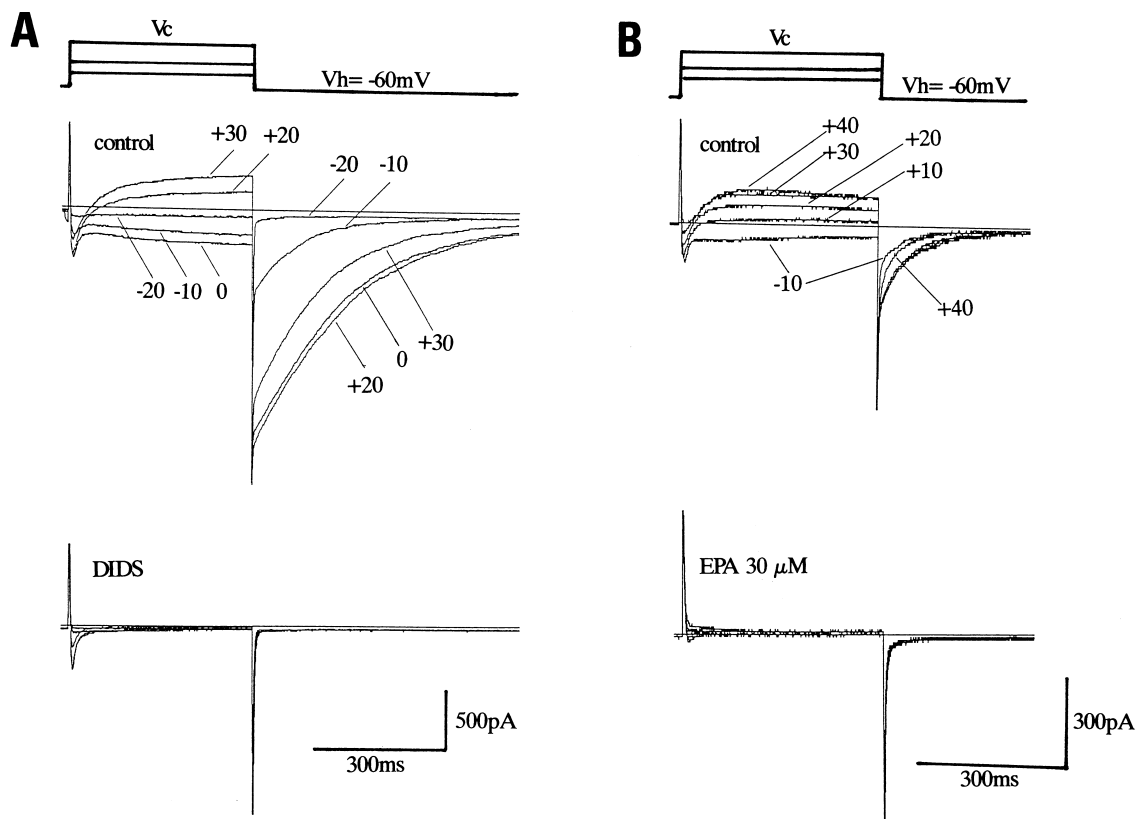 A
Vc
Vh= -60mV
control
+30
+20
-20
-10
-20
-10
0
+30
0
+20
DIDS
500pA
300ms
B
Vc
Vh= -60mV
control
+40
+30
+20
+10
-10
+40
EPA 30 μM
300pA
300ms